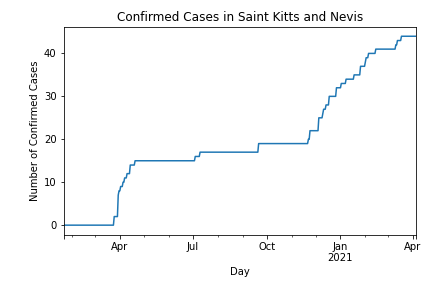 Confirmed Cases in Saint Kitts and Nevis
Number of Confirmed Cases
40
30
20
10
0
Apr
Jul
Oct
Jan
2021
Apr
Day